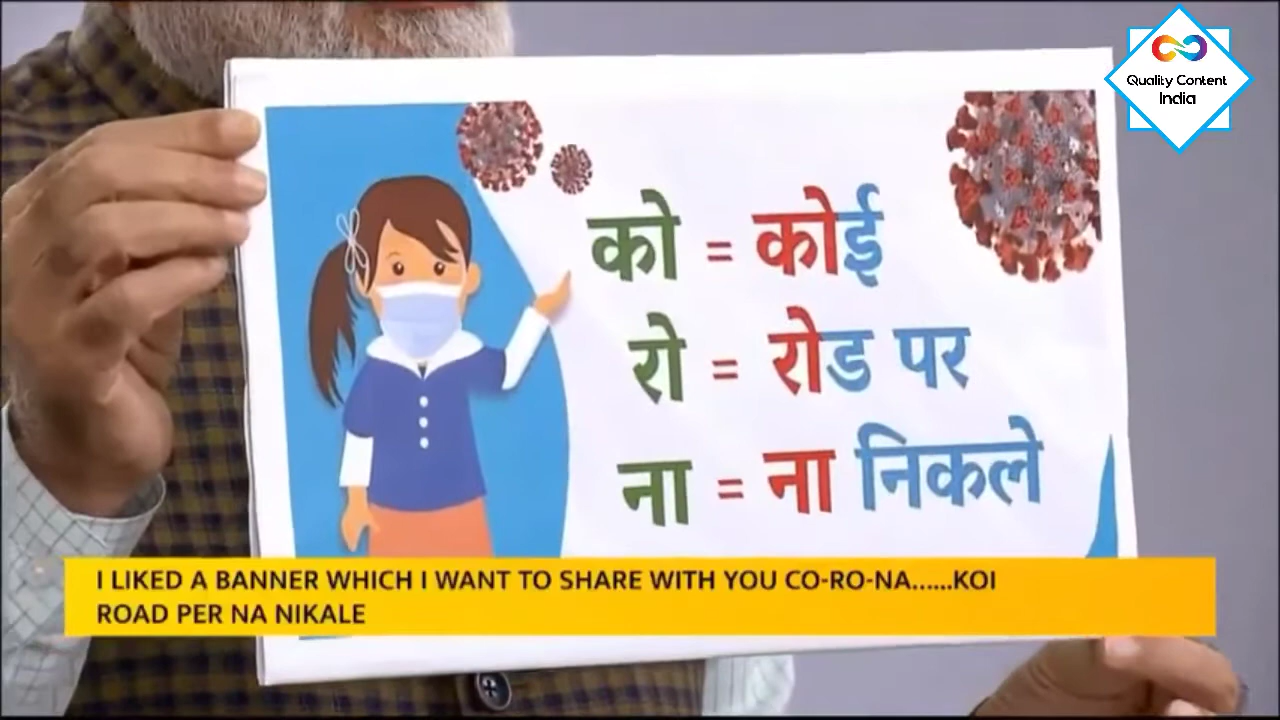 Quality Content
India
को = कोई
रो = रोड पर
ना = ना निकले
I LIKED A BANNER WHICH I WANT TO SHARE WITH YOU CO-RO-NA......KOI
ROAD PER NA NIKALE